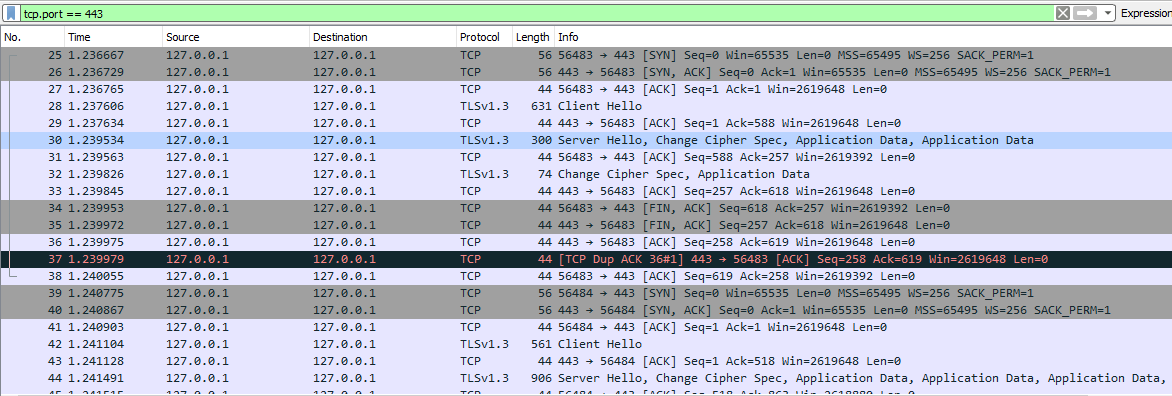 tcp.port == 443 Expression
No. Time Source Destination Protocol Length Info
25 1.236667 127.0.0.1 127.0.0.1 TCP 56 56483 → 443 [SYN] Seq=0 Win=65535 Len=0 MSS=65495 WS=256 SACK_PERM=1
26 1.236729 127.0.0.1 127.0.0.1 TCP 56 443 → 56483 [SYN, ACK] Seq=0 Ack=1 Win=65535 Len=0 MSS=65495 WS=256 SACK_PERM=1
27 1.236765 127.0.0.1 127.0.0.1 TCP 44 56483 → 443 [ACK] Seq=1 Ack=1 Win=2619648 Len=0
28 1.237606 127.0.0.1 127.0.0.1 TLSv1.3 631 Client Hello
29 1.237634 127.0.0.1 127.0.0.1 TCP 44 443 → 56483 [ACK] Seq=1 Ack=588 Win=2619648 Len=0
30 1.239534 127.0.0.1 127.0.0.1 TLSv1.3 300 Server Hello, Change Cipher Spec, Application Data, Application Data
31 1.239563 127.0.0.1 127.0.0.1 TCP 44 56483 → 443 [ACK] Seq=588 Ack=257 Win=2619392 Len=0
32 1.239826 127.0.0.1 127.0.0.1 TLSv1.3 74 Change Cipher Spec, Application Data
33 1.239845 127.0.0.1 127.0.0.1 TCP 44 443 → 56483 [ACK] Seq=257 Ack=618 Win=2619648 Len=0
34 1.239953 127.0.0.1 127.0.0.1 TCP 44 56483 → 443 [FIN, ACK] Seq=618 Ack=257 Win=2619392 Len=0
35 1.239972 127.0.0.1 127.0.0.1 TCP 44 443 → 56483 [FIN, ACK] Seq=257 Ack=618 Win=2619648 Len=0
36 1.239975 127.0.0.1 127.0.0.1 TCP 44 443 → 56483 [ACK] Seq=258 Ack=619 Win=2619648 Len=0
37 1.239979 127.0.0.1 127.0.0.1 TCP 44 [TCP Dup ACK 36#1] 443 → 56483 [ACK] Seq=258 Ack=619 Win=2619648 Len=0
38 1.240055 127.0.0.1 127.0.0.1 TCP 44 56483 → 443 [ACK] Seq=619 Ack=258 Win=2619392 Len=0
39 1.240775 127.0.0.1 127.0.0.1 TCP 56 56484 → 443 [SYN] Seq=0 Win=65535 Len=0 MSS=65495 WS=256 SACK_PERM=1
40 1.240867 127.0.0.1 127.0.0.1 TCP 56 443 → 56484 [SYN, ACK] Seq=0 Ack=1 Win=65535 Len=0 MSS=65495 WS=256 SACK_PERM=1
41 1.240903 127.0.0.1 127.0.0.1 TCP 44 56484 → 443 [ACK] Seq=1 Ack=1 Win=2619648 Len=0
42 1.241104 127.0.0.1 127.0.0.1 TLSv1.3 561 Client Hello
43 1.241128 127.0.0.1 127.0.0.1 TCP 44 443 → 56484 [ACK] Seq=1 Ack=518 Win=2619648 Len=0
44 1.241491 127.0.0.1 127.0.0.1 TLSv1.3 906 Server Hello, Change Cipher Spec, Application Data, Application Data, Application Data,